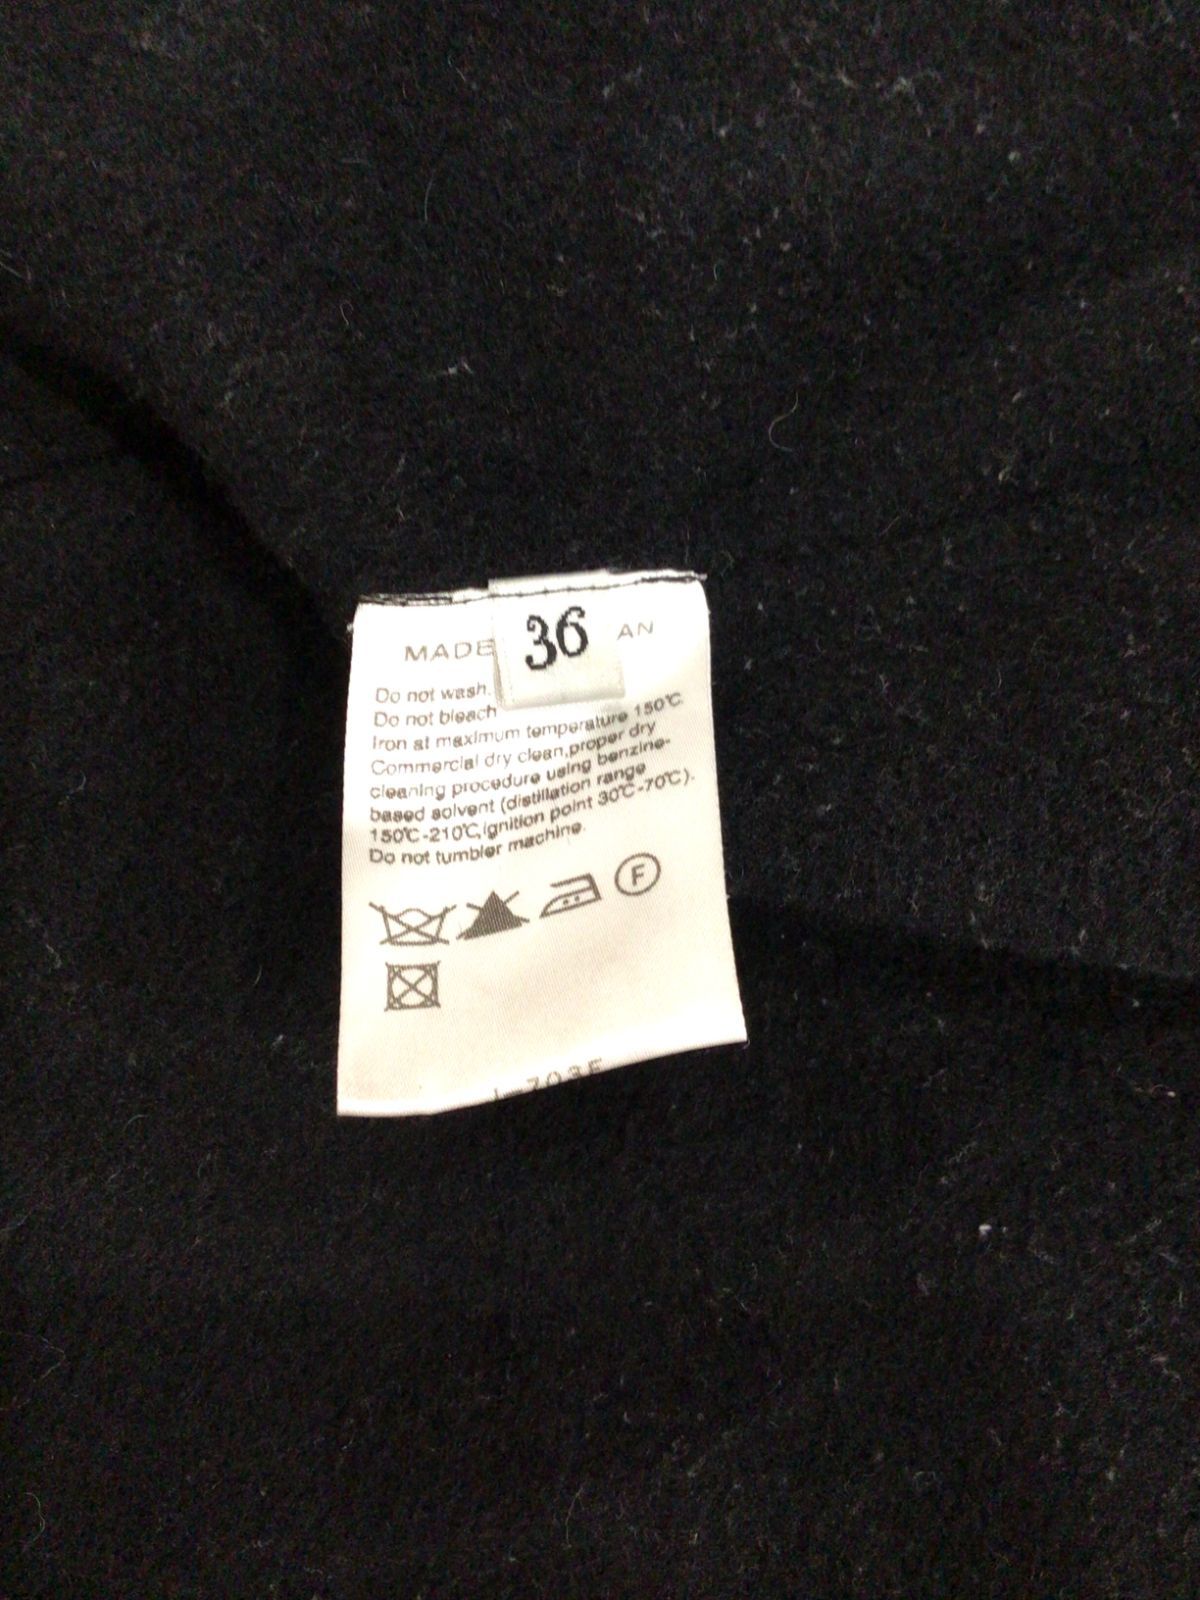 36
MADE AN
Do not wash.
Do not bleach
Iron at maximum temperature 150℃
Commercial dry clean,proper dry
cleaning procedure using benzine-
based solvent (distillation range
150℃-210℃,ignition point 30℃-70℃).
Do not tumbler machine.
F